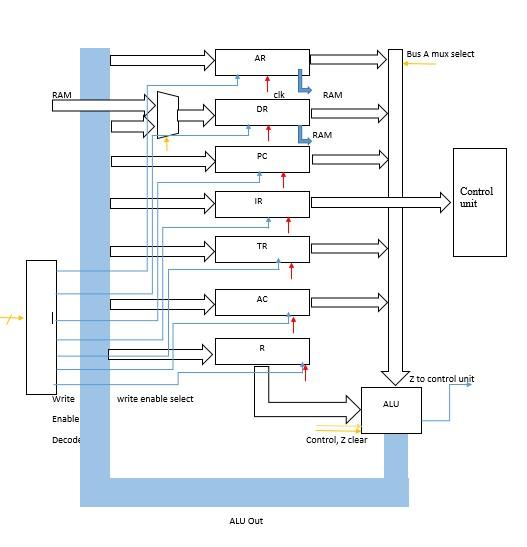 AR
Bus A mux select
RAM
clk
RAM
DR
RAM
PC
Control
unit
IR
TR
AC
R
Z to control unit
Write
write enable select
ALU
Enable
Control, Z clear
Decode
ALU Out